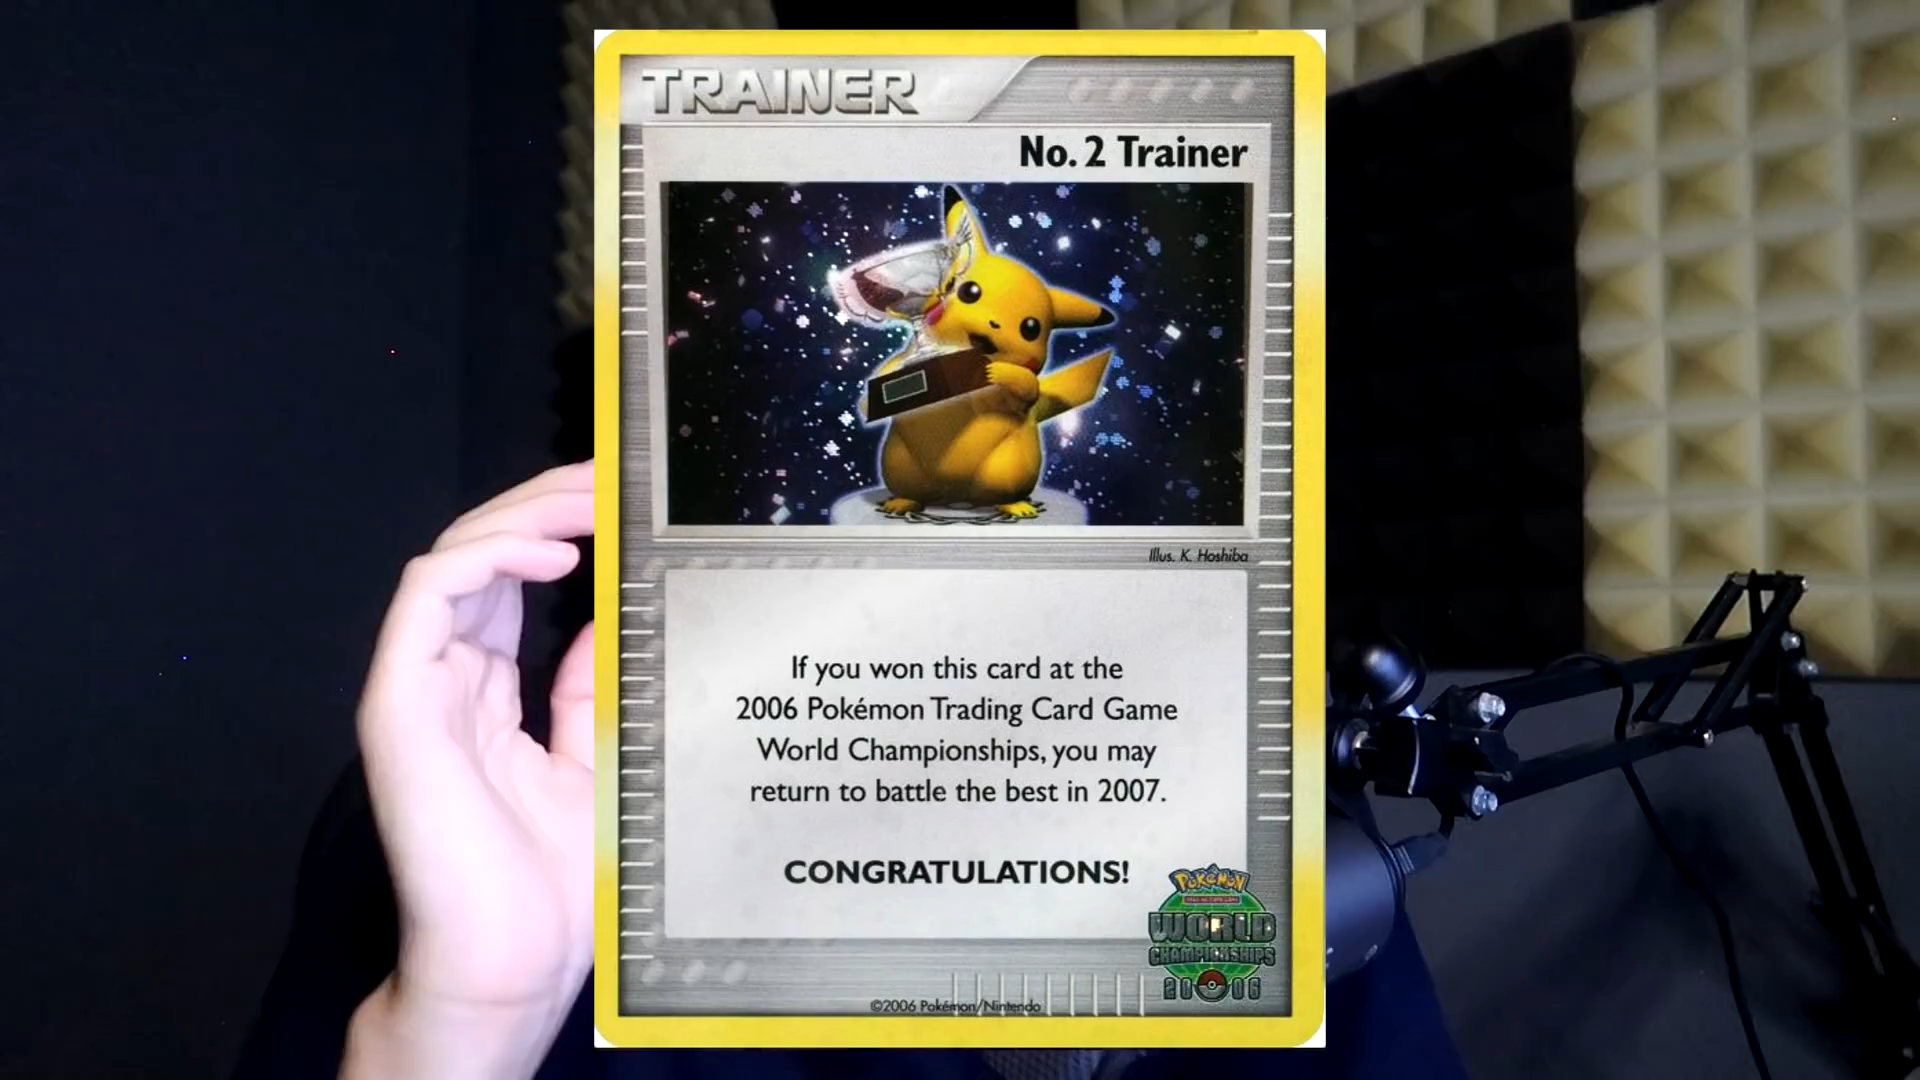 TRAINER
No. 2 Trainer
Illus. K. Hoshiba
If you won this card at the
2006 Pokémon Trading Card Game
World Championships, you may
return to battle the best in 2007.
CONGRATULATIONS!
POKéMON
WORLD
CHAMPIONSHIPS
2006
©2006 Pokémon/Nintendo